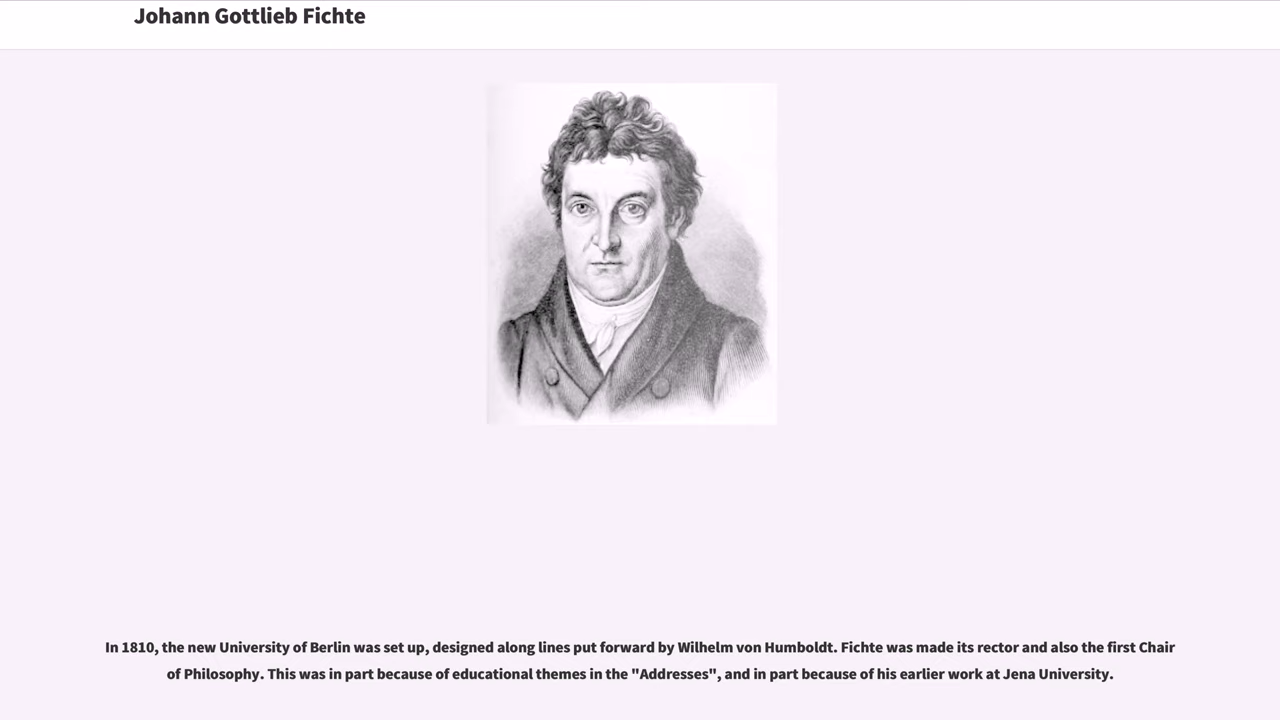 Johann Gottlieb Fichte
In 1810, the new University of Berlin was set up, designed along lines put forward by Wilhelm von Humboldt. Fichte was made its rector and also the first Chair
of Philosophy. This was in part because of educational themes in the "Addresses", and in part because of his earlier work at Jena University.